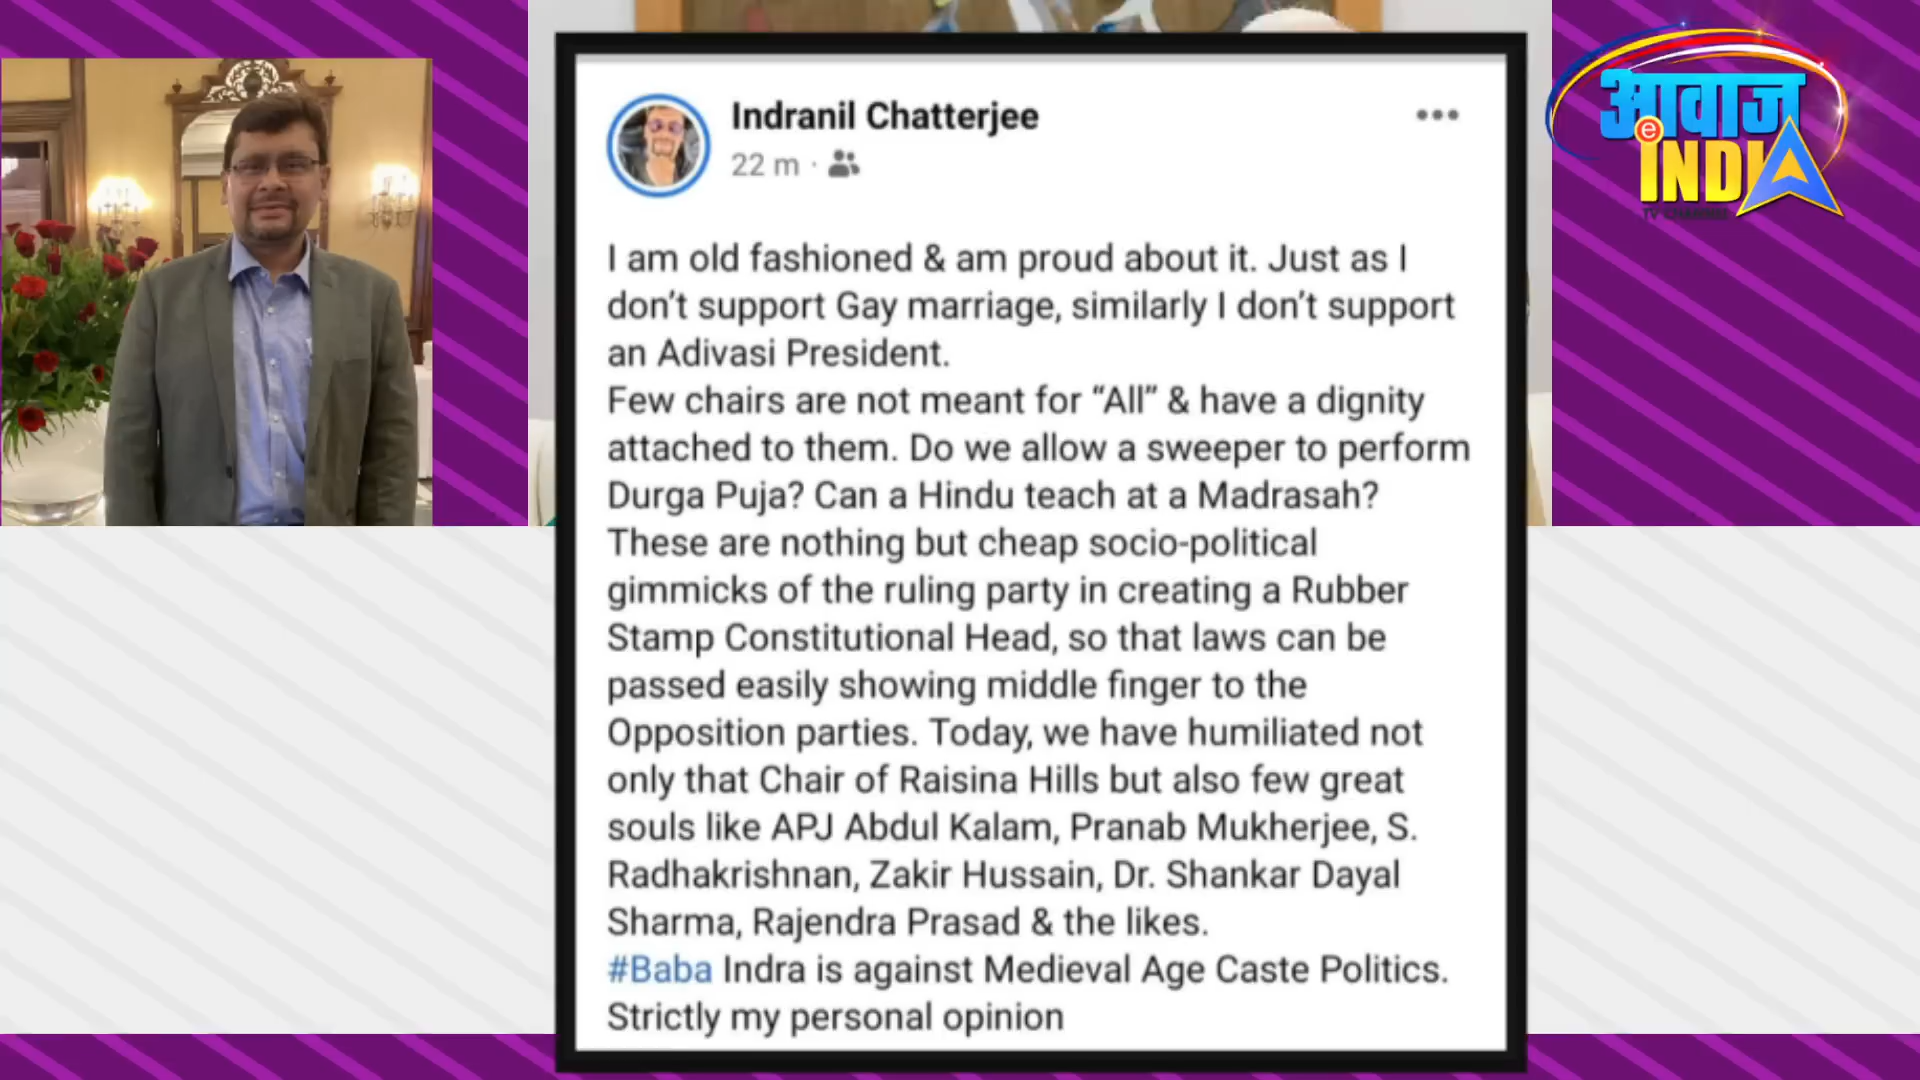 Indranil Chatterjee
22 m ·
I am old fashioned & am proud about it. Just as I
don’t support Gay marriage, similarly I don’t support
an Adivasi President.
Few chairs are not meant for “All” & have a dignity
attached to them. Do we allow a sweeper to perform
Durga Puja? Can a Hindu teach at a Madrasah?
These are nothing but cheap socio-political
gimmicks of the ruling party in creating a Rubber
Stamp Constitutional Head, so that laws can be
passed easily showing middle finger to the
Opposition parties. Today, we have humiliated not
only that Chair of Raisina Hills but also few great
souls like APJ Abdul Kalam, Pranab Mukherjee, S.
Radhakrishnan, Zakir Hussain, Dr. Shankar Dayal
Sharma, Rajendra Prasad & the likes.
#Baba Indra is against Medieval Age Caste Politics.
Strictly my personal opinion
आवाज
e
INDIA
TV CHANNEL